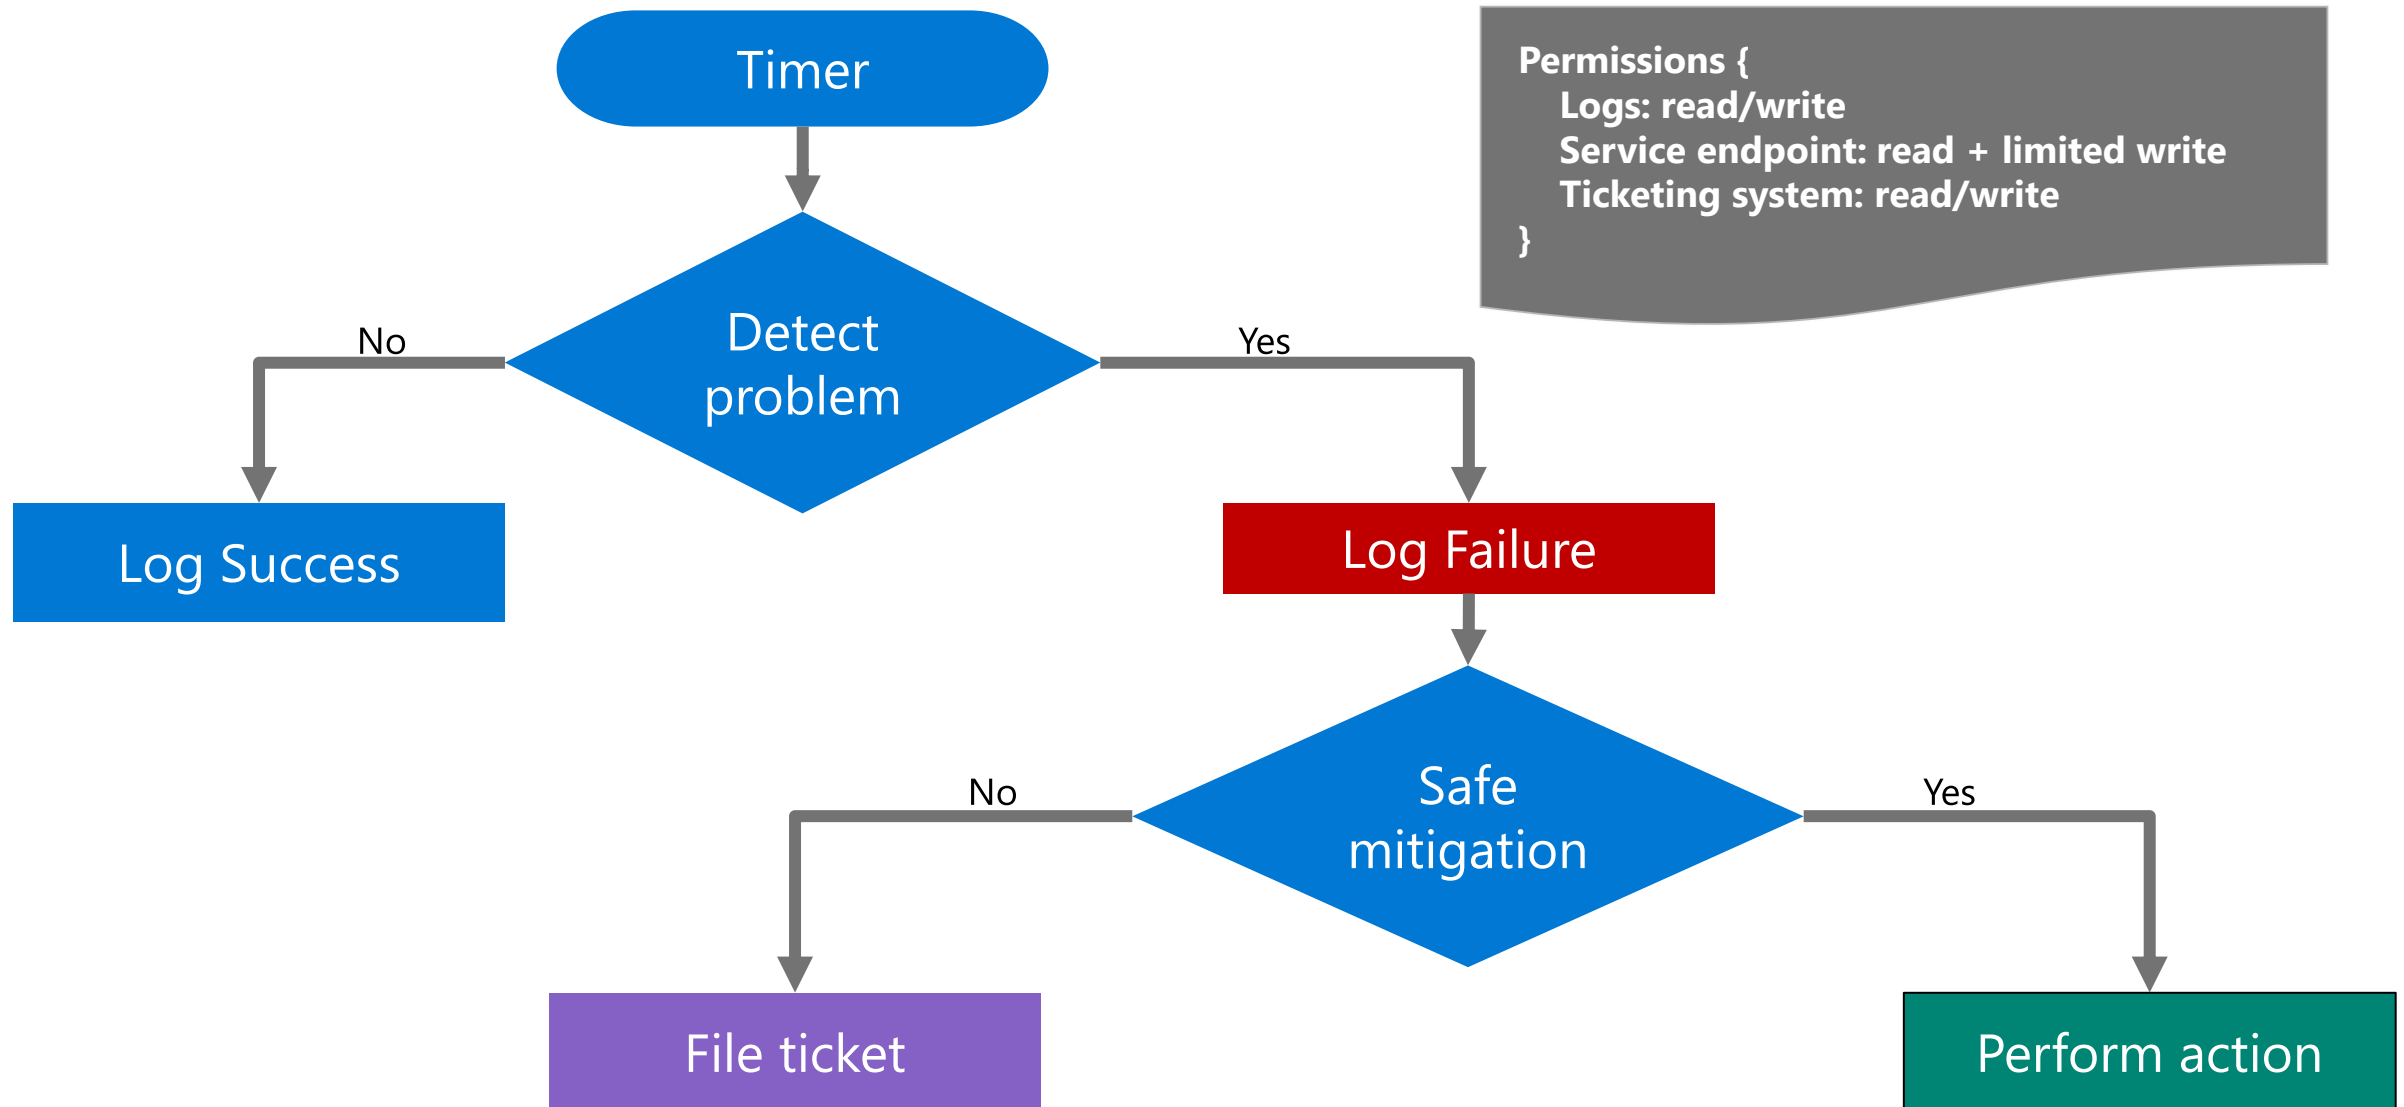 Timer
Permissions {
Logs: read/write
Service endpoint: read + limited write
Ticketing system: read/write
}
Detect
problem
No
Yes
Log Success
Log Failure
Safe
mitigation
No
Yes
File ticket
Perform action